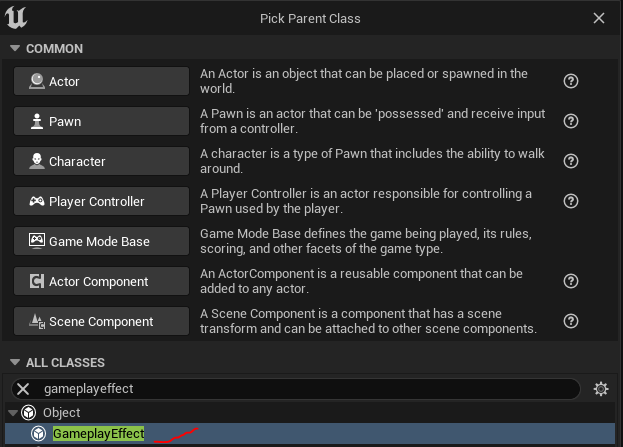 Pick Parent Class
COMMON
Actor
An Actor is an object that can be placed or spawned in the
world.
Pawn
A Pawn is an actor that can be 'possessed' and receive input
from a controller.
Character
A character is a type of Pawn that includes the ability to walk
around.
Player Controller
A Player Controller is an actor responsible for controlling a
Pawn used by the player.
Game Mode Base
Game Mode Base defines the game being played, its rules,
scoring, and other facets of the game type.
Actor Component
An ActorComponent is a reusable component that can be
added to any actor.
Scene Component
A Scene Component is a component that has a scene
transform and can be attached to other scene components.
ALL CLASSES
gameplayeffect
Object
GameplayEffect